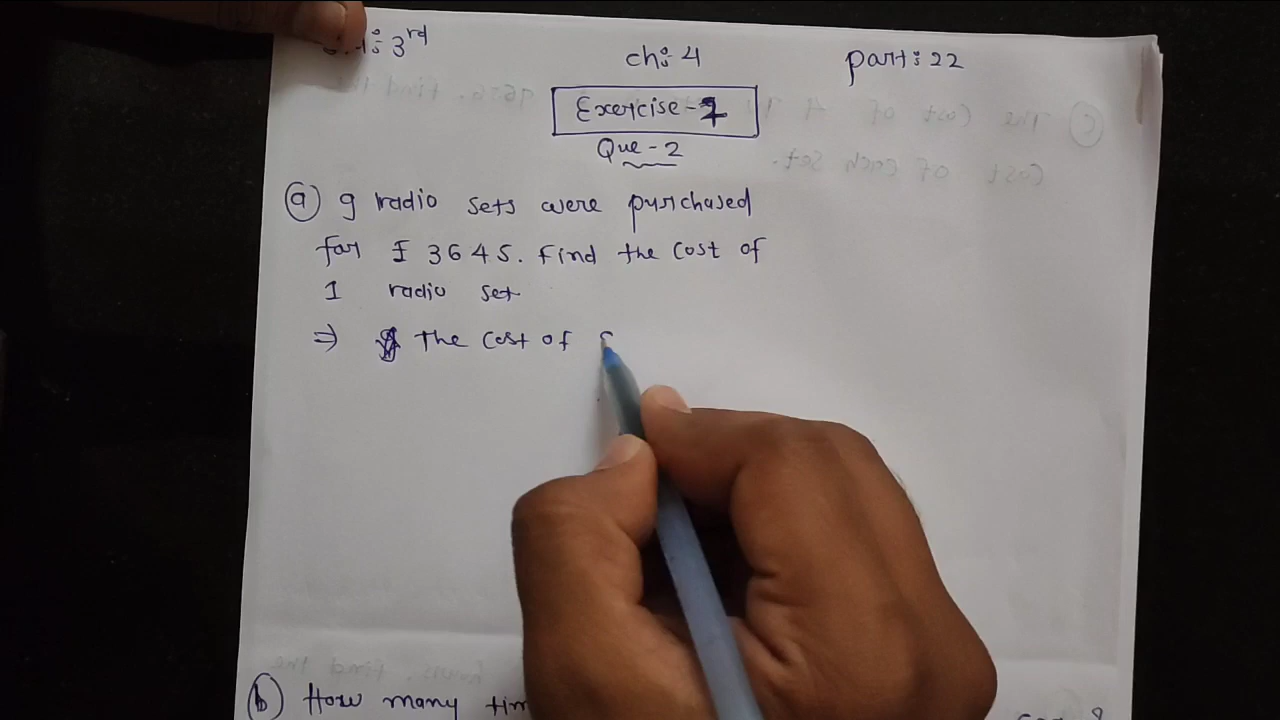 3rd
ch: 4
part: 22
Exercise-7
Que-2
(a) 9 radio sets were purchased
for ₹ 3645. Find the cost of
1 radio set
⇒ The cost of
(b) How many